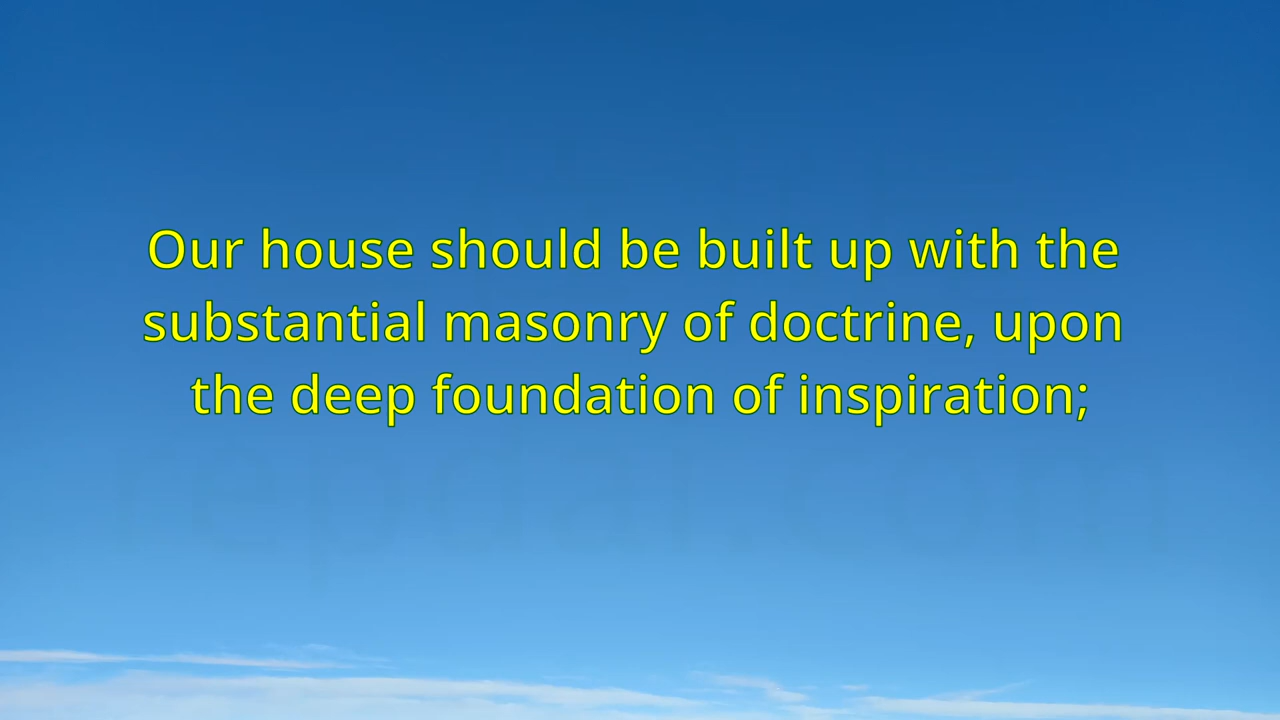 Our house should be built up with the
substantial masonry of doctrine, upon
the deep foundation of inspiration;